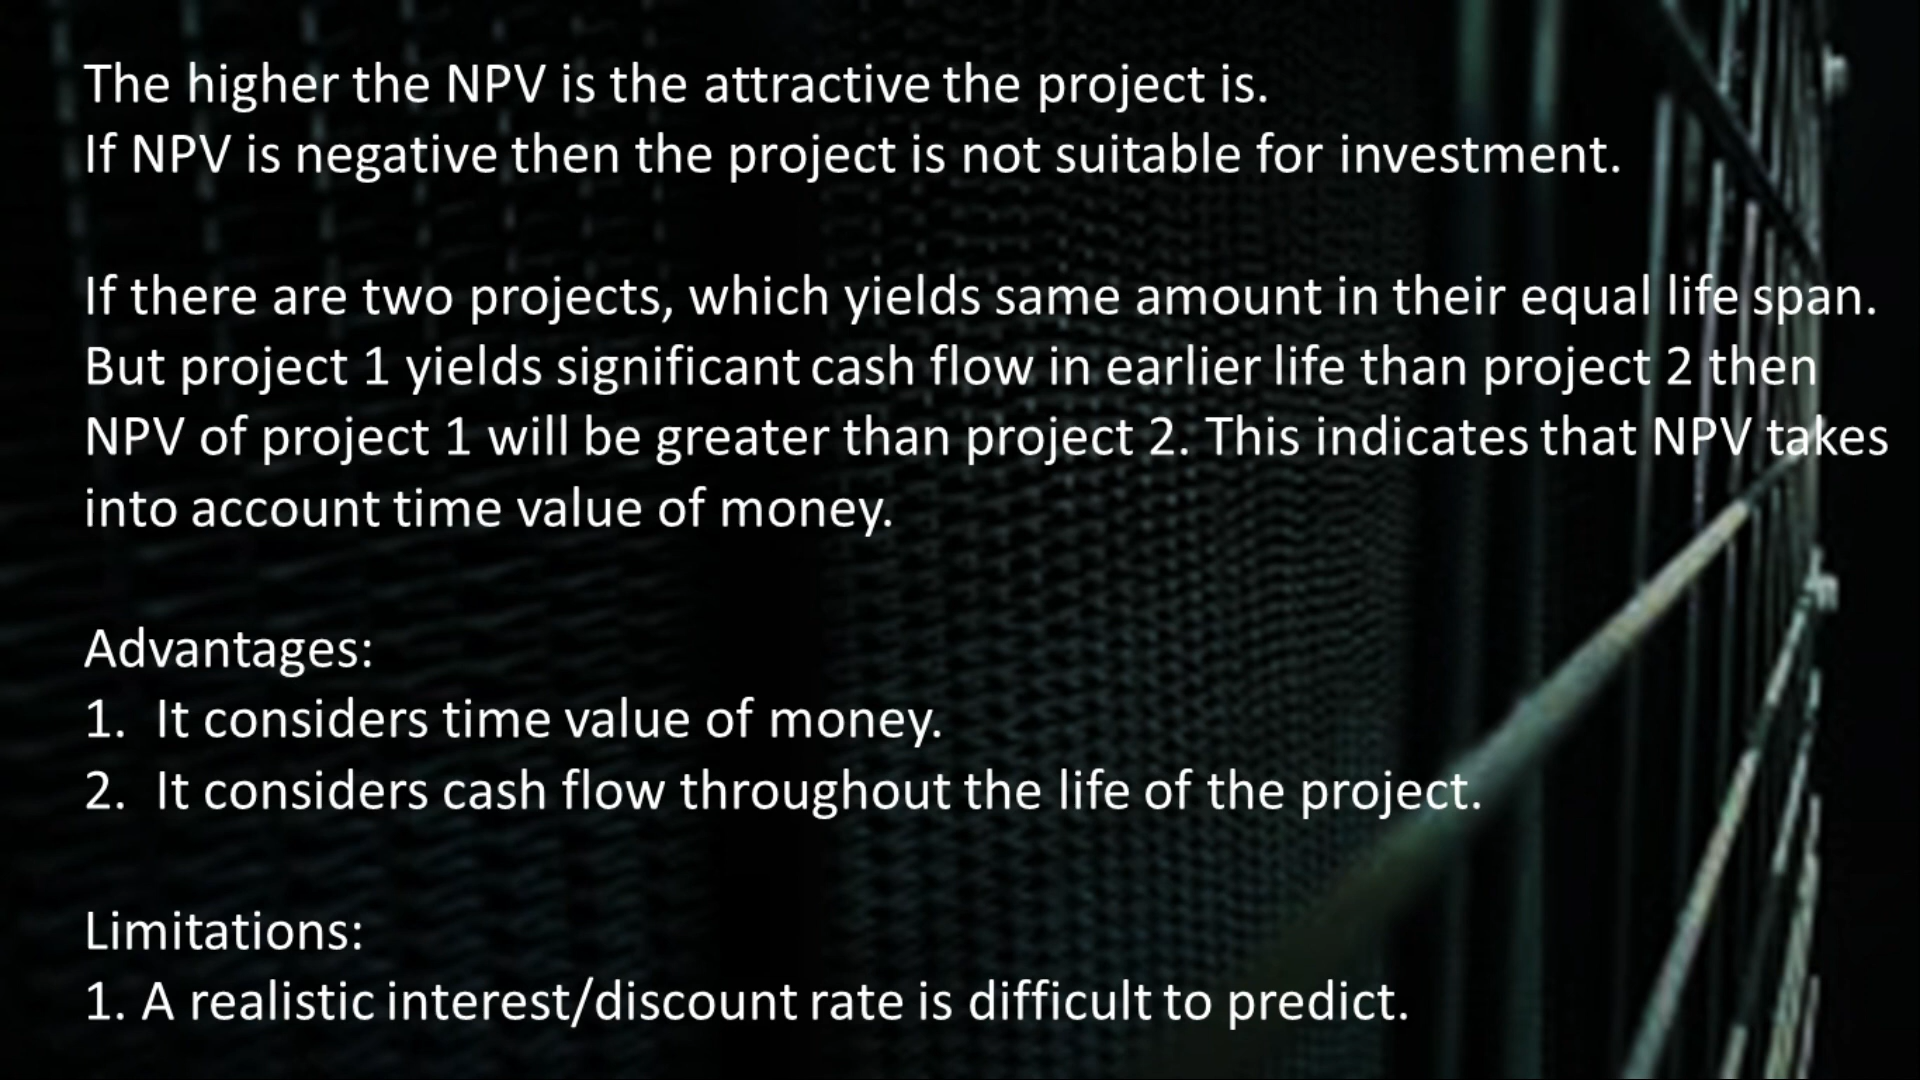 The higher the NPV is the attractive the project is.
If NPV is negative then the project is not suitable for investment.
If there are two projects, which yields same amount in their equal life span.
But project 1 yields significant cash flow in earlier life than project 2 then
NPV of project 1 will be greater than project 2. This indicates that NPV takes
into account time value of money.
Advantages:
1. It considers time value of money.
2. It considers cash flow throughout the life of the project.
Limitations:
1. A realistic interest/discount rate is difficult to predict.